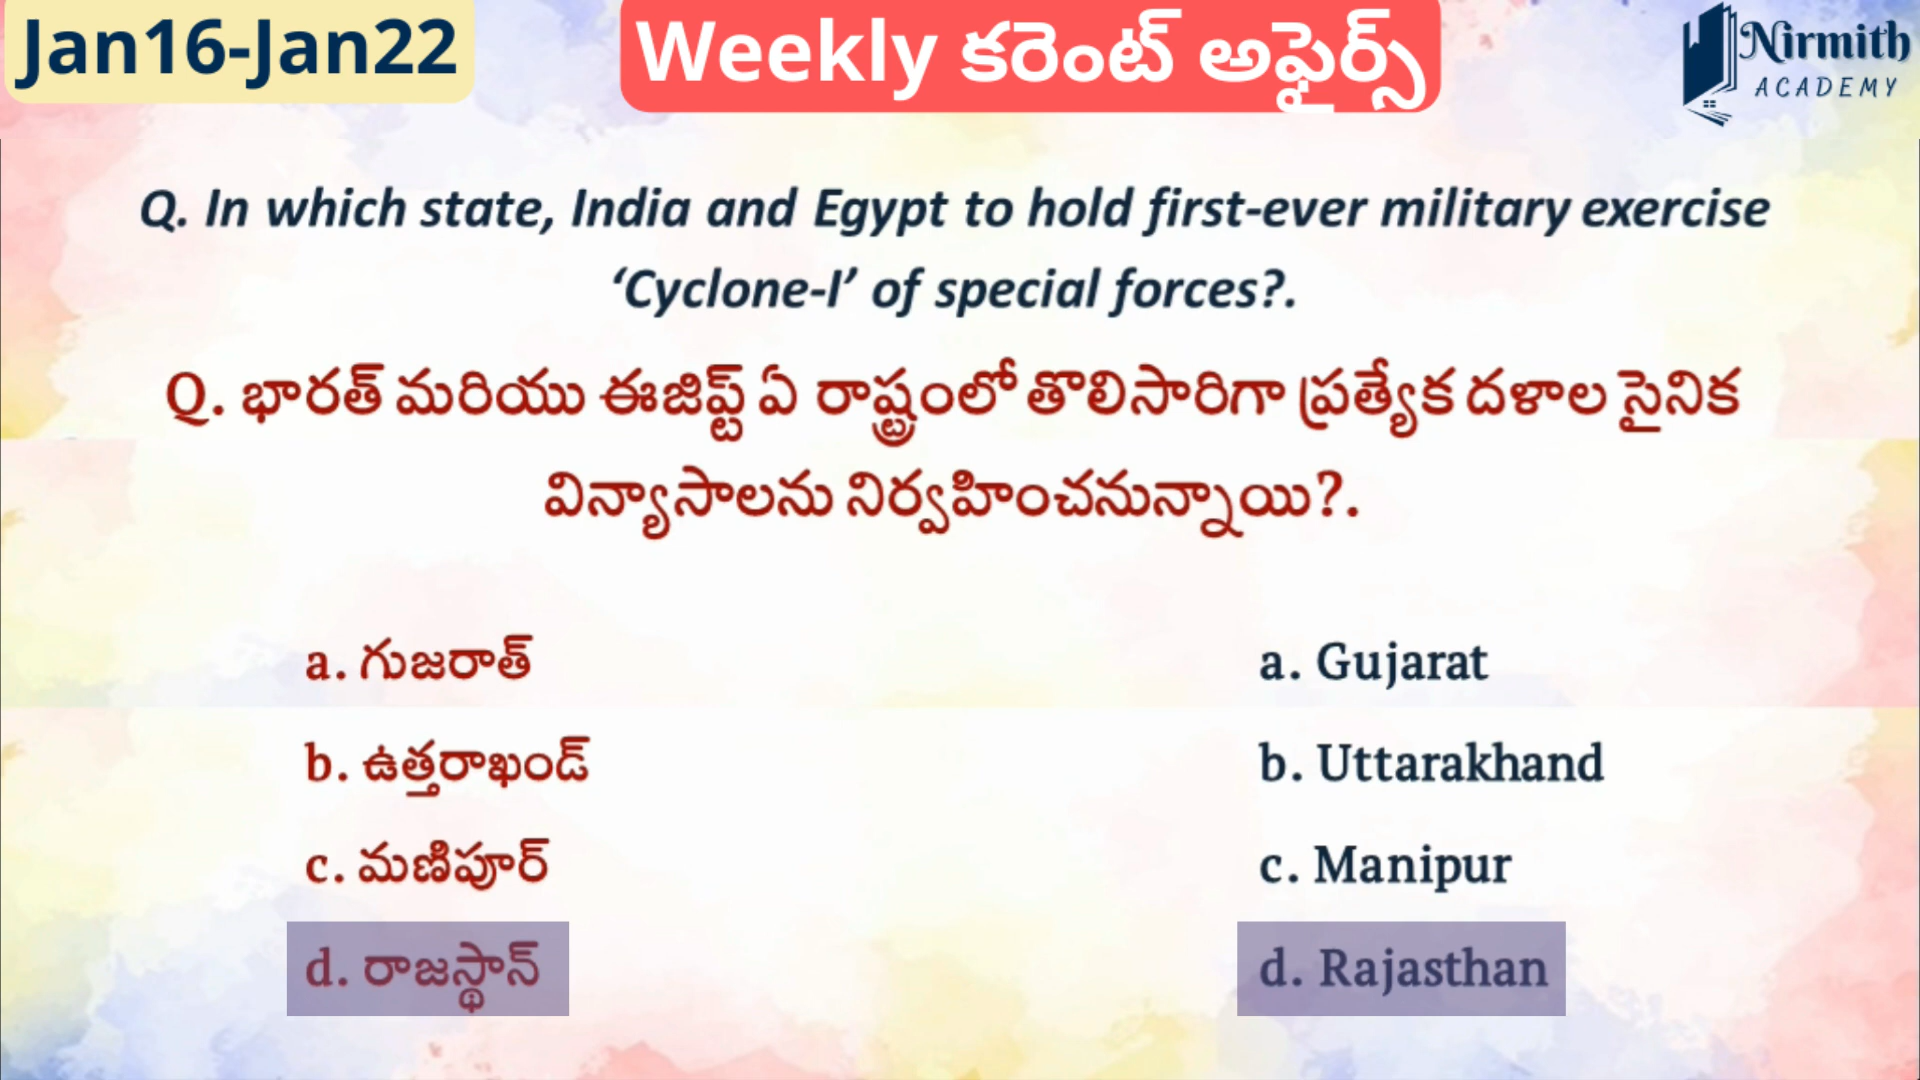 Jan16-Jan22
Weekly కరెంట్ అఫైర్స్
Nirmith
ACADEMY
Q. In which state, India and Egypt to hold first-ever military exercise
‘Cyclone-I’ of special forces?.
Q. భారత్ మరియు ఈజిప్ట్ ఏ రాష్ట్రంలో తొలిసారిగా ప్రత్యేక దళాల సైనిక
విన్యాసాలను నిర్వహించనున్నాయి?.
a. గుజరాత్
b. ఉత్తరాఖండ్
c. మణిపూర్
d. రాజస్థాన్
a. Gujarat
b. Uttarakhand
c. Manipur
d. Rajasthan